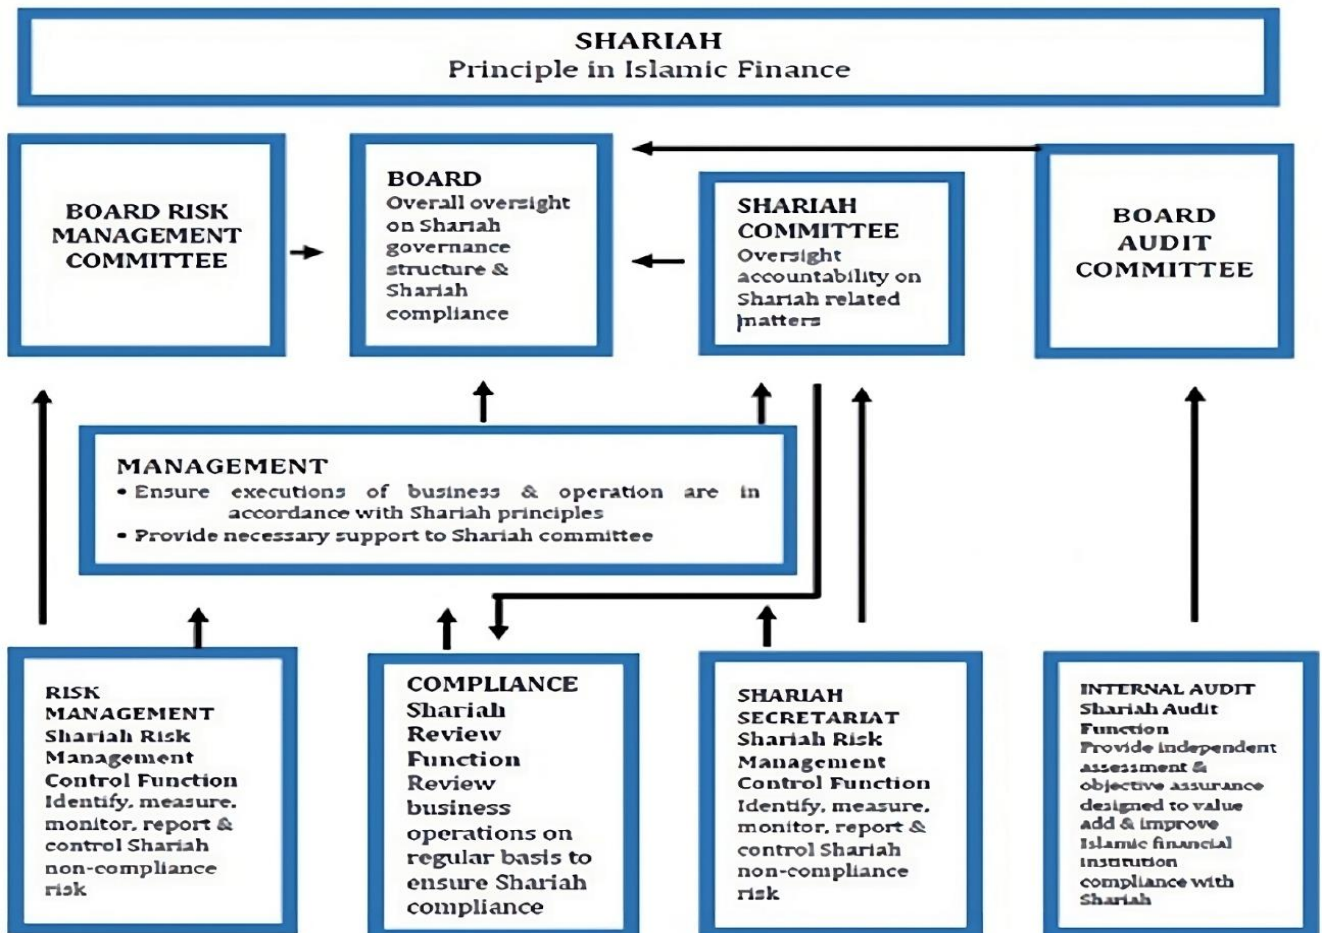 SHARIAH
Principle in Islamic Finance
BOARD RISK
MANAGEMENT
COMMITTEE
BOARD
Overall oversight
on Shariah
governance
structure &
Shariah
compliance
SHARIAH
COMMITTEE
Oversight
accountability on
Shariah related
matters
BOARD
AUDIT
COMMITTEE
MANAGEMENT
• Ensure executions of business & operation are in
accordance with Shariah principles
• Provide necessary support to Shariah committee
RISK
MANAGEMENT
Shariah Risk
Management
Control Function
Identify, measure,
monitor, report &
control Shariah
non-compliance
risk
COMPLIANCE
Shariah
Review
Function
Review
business
operations on
regular basis to
ensure Shariah
compliance
SHARIAH
SECRETARIAT
Shariah Risk
Management
Control Function
Identify, measure,
monitor, report &
control Shariah
non-compliance
risk
INTERNAL AUDIT
Shariah Audit
Function
Provide independent
assessment &
objective assurance
designed to value
add & improve
Islamic financial
institution
compliance with
Shariah